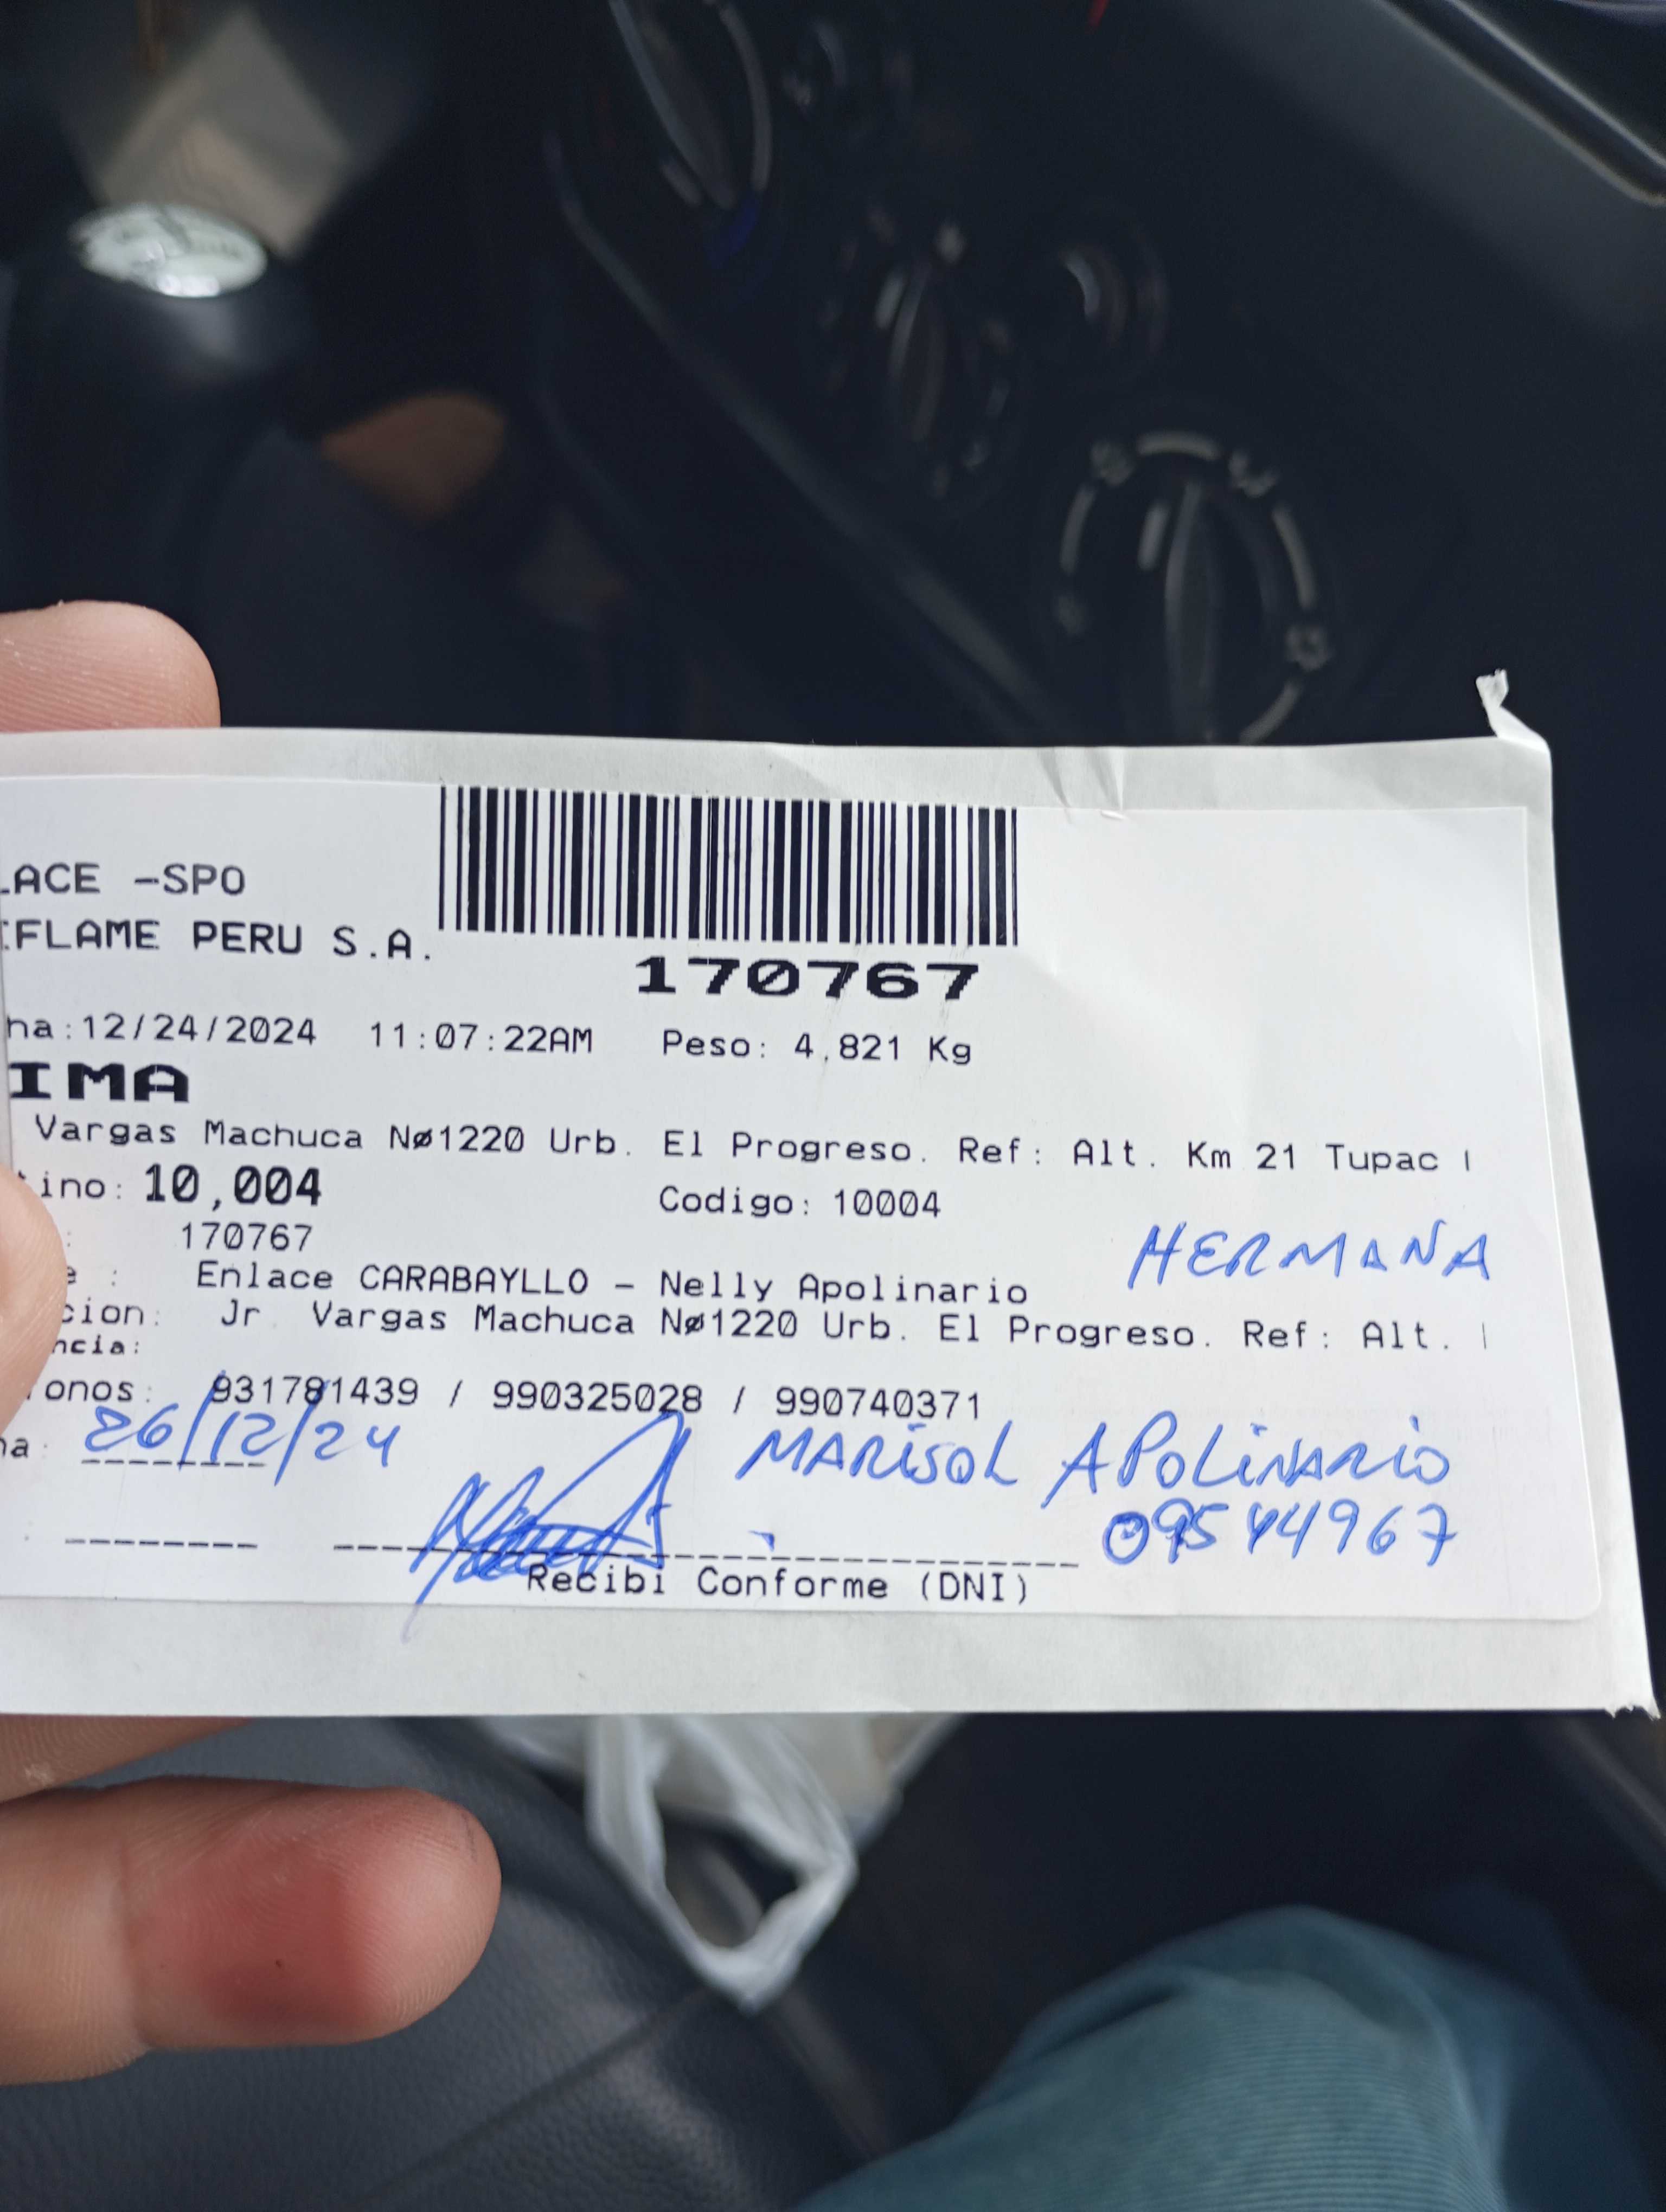 LACE -SPO
IFLAME PERU S.A.
170767
ha:12/24/2024 11:07:22AM Peso: 4,821 Kg
IMA
Vargas Machuca Nø1220 Urb. El Progreso. Ref: Alt. Km 21 Tupac
ino: 10,004 Codigo: 10004
: 170767
HERMANA
e : Enlace CARABAYLLO - Nelly Apolinario
cion: Jr. Vargas Machuca Nø1220 Urb. El Progreso. Ref: Alt.
ncia:
onos: 931781439 / 990325028 / 990740371
a: 26/12/24 MARISOL APOLINARIO
09544967
Recibi Conforme (DNI)